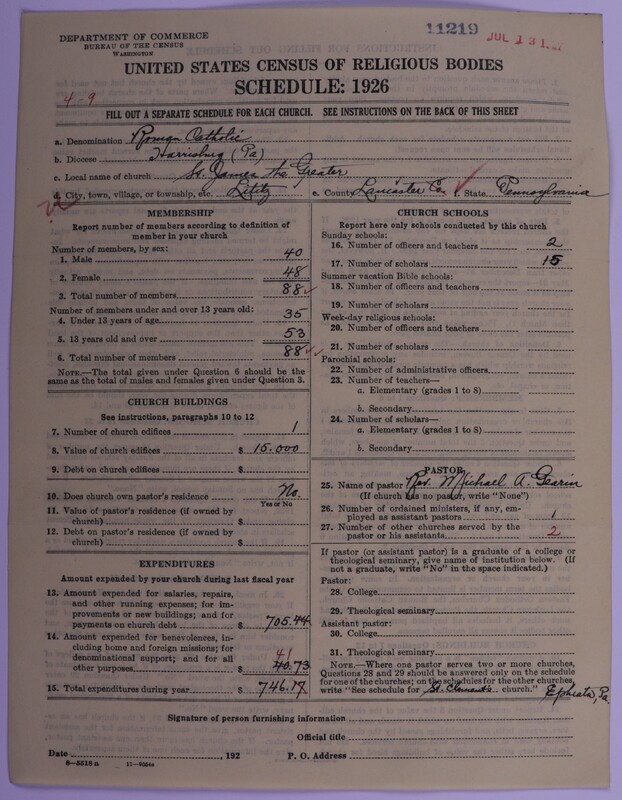 DEPARTMENT OF COMMERCE
BUREAU OF THE CENSUS
WASHINGTON
11219
JUL 13
UNITED STATES CENSUS OF RELIGIOUS BODIES
SCHEDULE: 1926
4-9
FILL OUT A SEPARATE SCHEDULE FOR EACH CHURCH. SEE INSTRUCTIONS ON THE BACK OF THIS SHEET
a. Denomination Roman Catholic
b. Diocese Harrisburg (Pa)
c. Local name of church St. James the Greater
d. City, town, village, or township, etc. Lititz e. County Lancaster Co. f. State Pennsylvania
MEMBERSHIP
Report number of members according to definition of
member in your church
Number of members, by sex:
1. Male 40
2. Female 48
3. Total number of members 88
Number of members under and over 13 years old:
4. Under 13 years of age 35
5. 13 years old and over 53
6. Total number of members 88
NOTE.—The total given under Question 6 should be
same as the total of males and females given under Question 3.
CHURCH BUILDINGS
See instructions, paragraphs 10 to 12
7. Number of church edifices 1
8. Value of church edifices $ 15.000
9. Debt on church edifices $
10. Does church own pastor's residence No.
Yes or No
11. Value of pastor's residence (if owned by
church) $
12. Debt on pastor's residence (if owned by
church) $
EXPENDITURES
Amount expended by your church during last fiscal year
13. Amount expended for salaries, repairs,
and other running expenses; for im-
provements or new buildings; and for
payments on church debt $ 705.44
14. Amount expended for benevolences, in-
cluding home and foreign missions; for
denominational support; and for all
other purposes 41
40.73
15. Total expenditures during year $ 746.17
CHURCH SCHOOLS
Report here only schools conducted by this church
Sunday schools:
16. Number of officers and teachers 2
17. Number of scholars 15
Summer vacation Bible schools:
18. Number of officers and teachers
19. Number of scholars
Week-day religious schools:
20. Number of officers and teachers
21. Number of scholars
Parochial schools:
22. Number of administrative officers
23. Number of teachers—
a. Elementary (grades 1 to 8)
b. Secondary
24. Number of scholars—
a. Elementary (grades 1 to 8)
b. Secondary
PASTOR
25. Name of pastor Rev. Michael A. Gearin
(If church has no pastor, write "None")
26. Number of ordained ministers, if any, em-
ployed as assistant pastors 1
27. Number of other churches served by the
pastor or his assistants 2
If pastor (or assistant pastor) is a graduate of a college or
theological seminary, give name of institution below. (If
not a graduate, write "No" in the space indicated.)
Pastor:
28. College
29. Theological seminary
Assistant pastor:
30. College
31. Theological seminary
NOTE.—Where one pastor serves two or more churches,
Questions 28 and 29 should be answered only on the schedule
for one of the churches; on the schedules for the other churches,
write "See schedule for St. Clement's church." Ephrata, Pa.
Signature of person furnishing information
Official title
Date , 192 P. O. Address
8-5518 a 11-9054